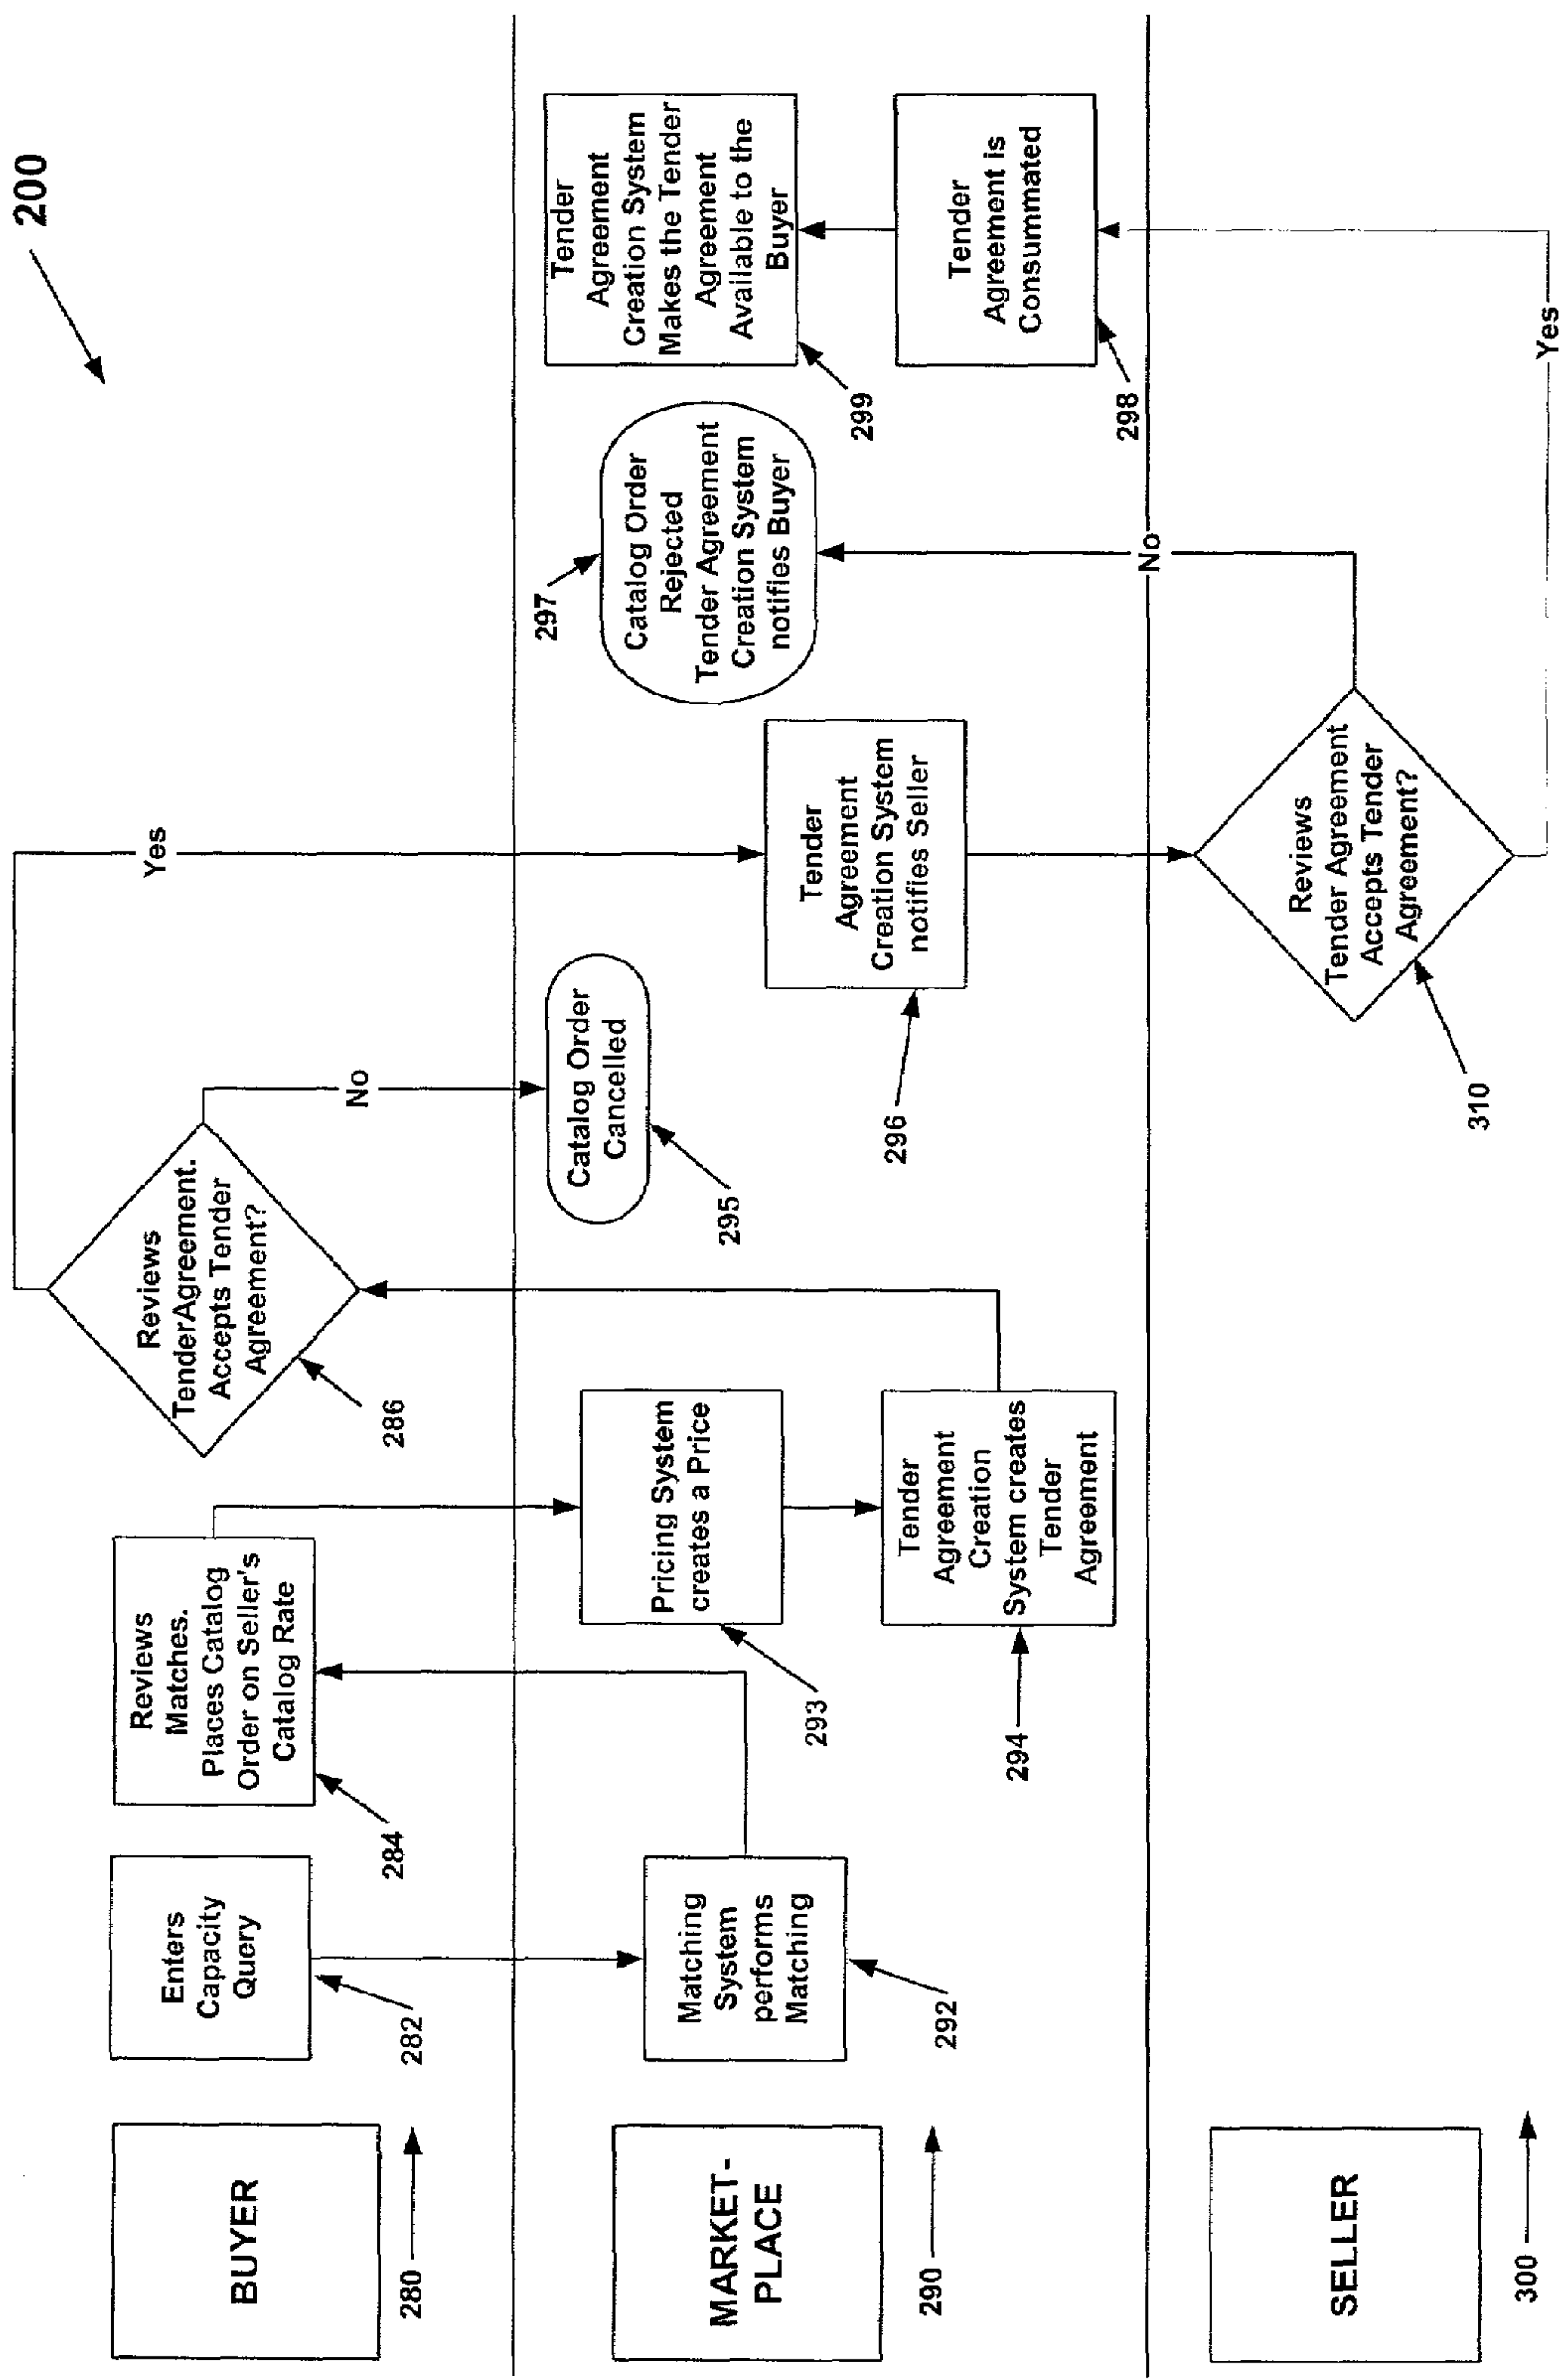 200
BUYER
280
Enters
Capacity
Query
282
Reviews
Matches.
Places Catalog
Order on Seller's
Catalog Rate
284
Reviews
TenderAgreement.
Accepts Tender
Agreement?
286
Yes
No
MARKET-
PLACE
290
Matching
System
performs
Matching
292
Pricing System
creates a Price
293
Tender
Agreement
Creation
System creates
Tender
Agreement
294
Catalog Order
Cancelled
295
Tender
Agreement
Creation System
notifies Seller
296
Catalog Order
Rejected
Tender Agreement
Creation System
notifies Buyer
297
Tender
Agreement
Creation System
Makes the Tender
Agreement
Available to the
Buyer
299
Tender
Agreement is
Consummated
298
SELLER
300
Reviews
Tender Agreement
Accepts Tender
Agreement?
310
No
Yes